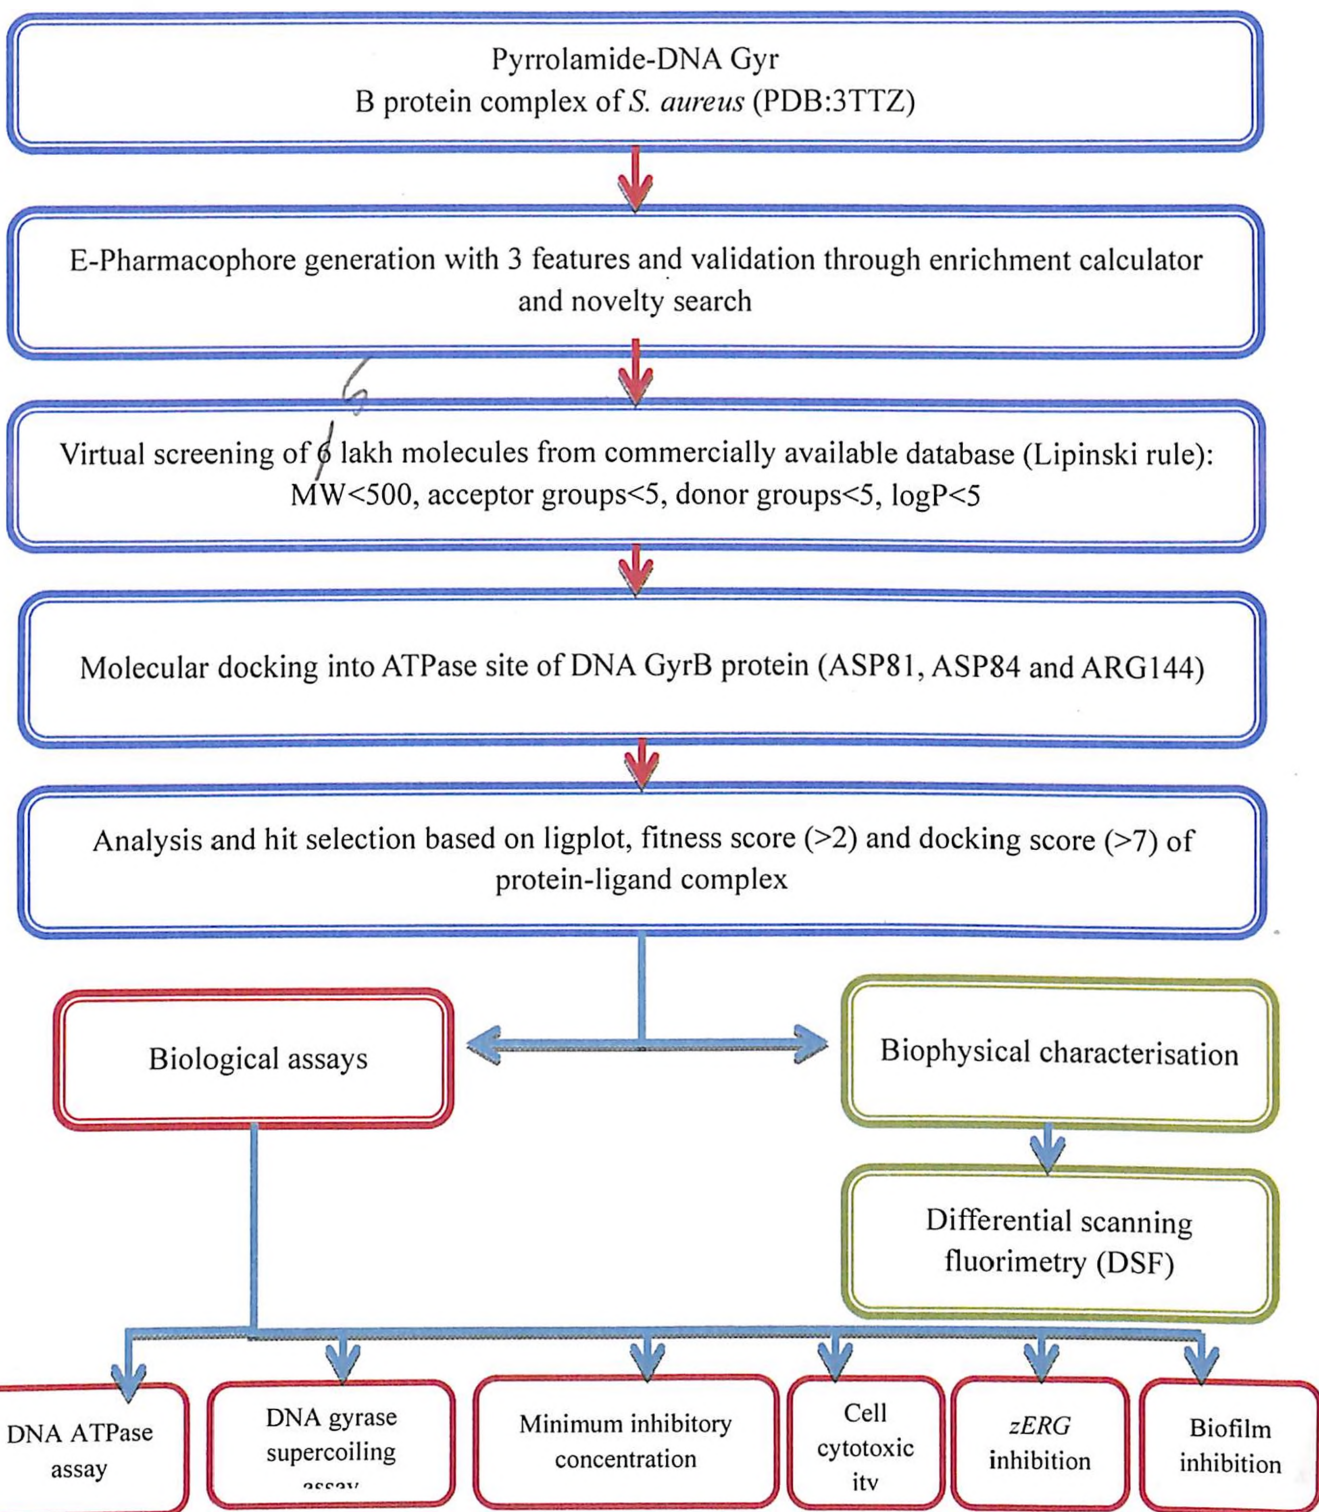 Pyrrolamide-DNA Gyr
B protein complex of S. aureus (PDB:3TTZ)
E-Pharmacophore generation with 3 features and validation through enrichment calculator
and novelty search
5
Virtual screening of 6 lakh molecules from commercially available database (Lipinski rule):
MW<500, acceptor groups<5, donor groups<5, logP<5
Molecular docking into ATPase site of DNA GyrB protein (ASP81, ASP84 and ARG144)
Analysis and hit selection based on ligplot, fitness score (>2) and docking score (>7) of
protein-ligand complex
Biological assays
Biophysical characterisation
Differential scanning
fluorimetry (DSF)
DNA ATPase
assay
DNA gyrase
supercoiling
assay
Minimum inhibitory
concentration
Cell
cytotoxic
ity
zERG
inhibition
Biofilm
inhibition